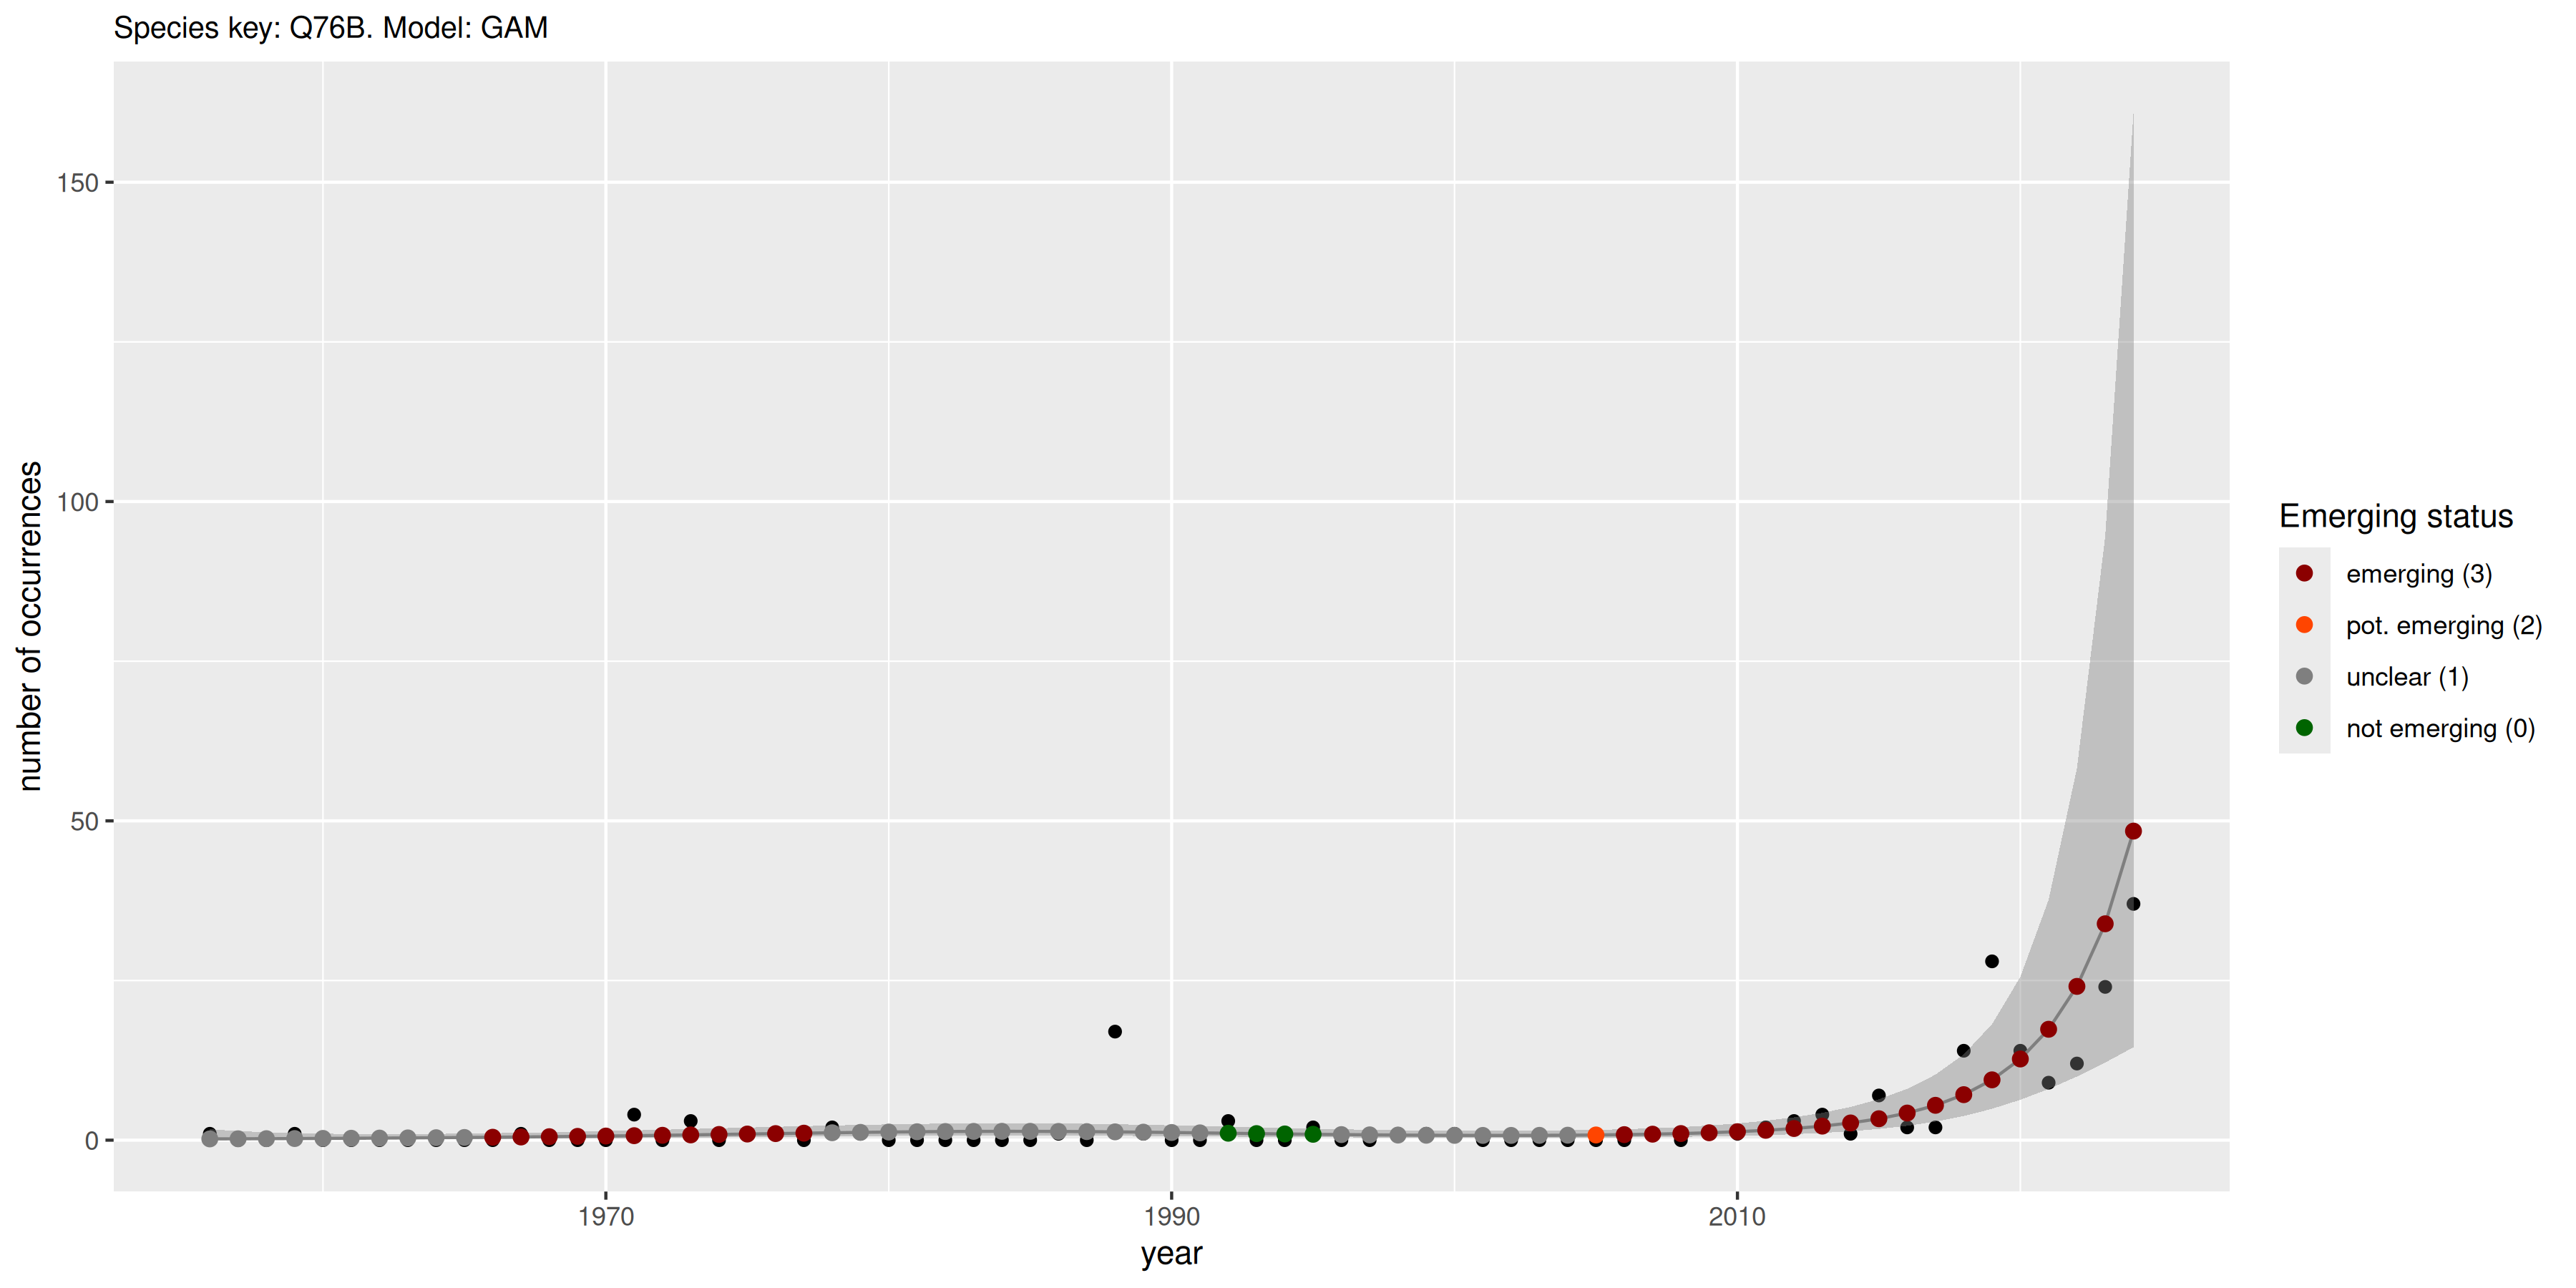 Species key: Q76B. Model: GAM
number of occurrences
150
100
50
0
1970
1990
2010
year
Emerging status
emerging (3)
pot. emerging (2)
unclear (1)
not emerging (0)